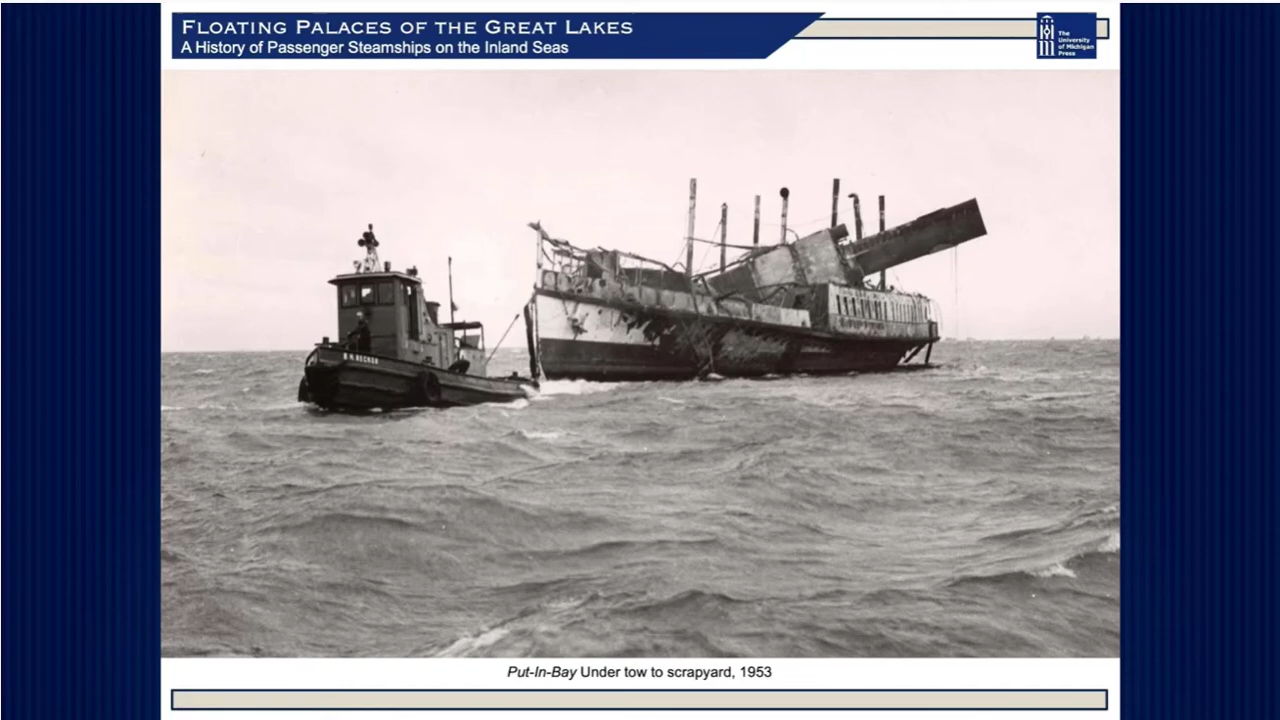 FLOATING PALACES OF THE GREAT LAKES
A History of Passenger Steamships on the Inland Seas
The
University
of Michigan
Press
Put-In-Bay Under tow to scrapyard, 1953